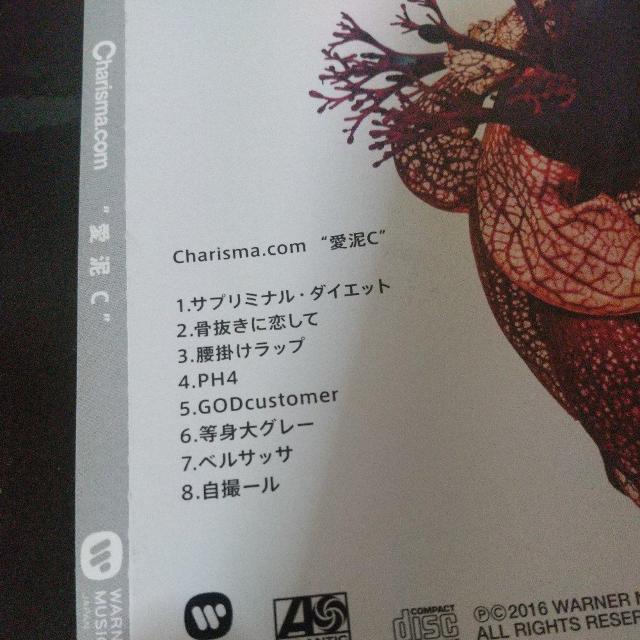 Charisma.com "愛泥C"
Charisma.com "愛泥C"
1.サブリミナル・ダイエット
2.骨抜きに恋して
3.腰掛けラップ
4.PH4
5.GODcustomer
6.等身大グレー
7.ベルサッサ
8.自撮ール
MUSIC
COMPACT
disc
℗©2016 WARNER
ALL RIGHTS